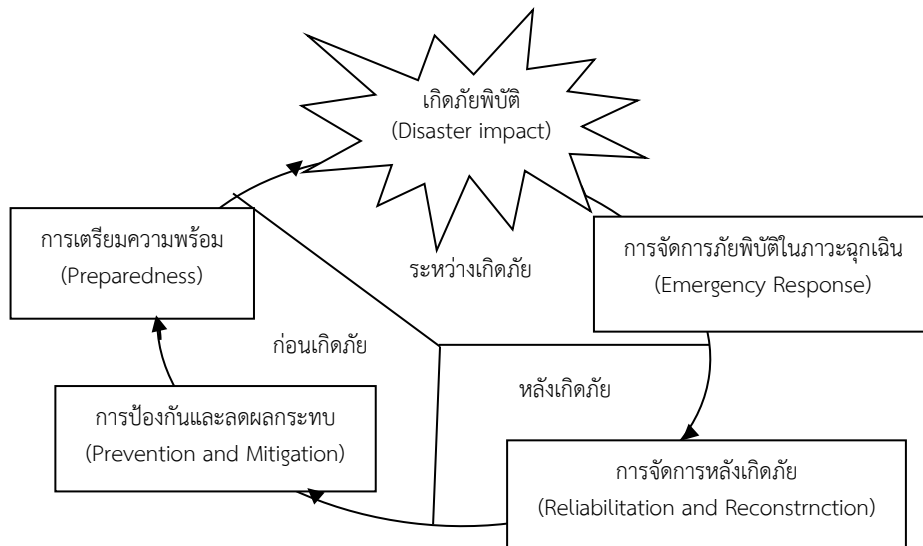 เกิดภัยพิบัติ
(Disaster impact)
การเตรียมความพร้อม
(Preparedness)
การจัดการภัยพิบัติในภาวะฉุกเฉิน
(Emergency Response)
ระหว่างเกิดภัย
ก่อนเกิดภัย
หลังเกิดภัย
การป้องกันและลดผลกระทบ
(Prevention and Mitigation)
การจัดการหลังเกิดภัย
(Reliabilitation and Reconstrnction)